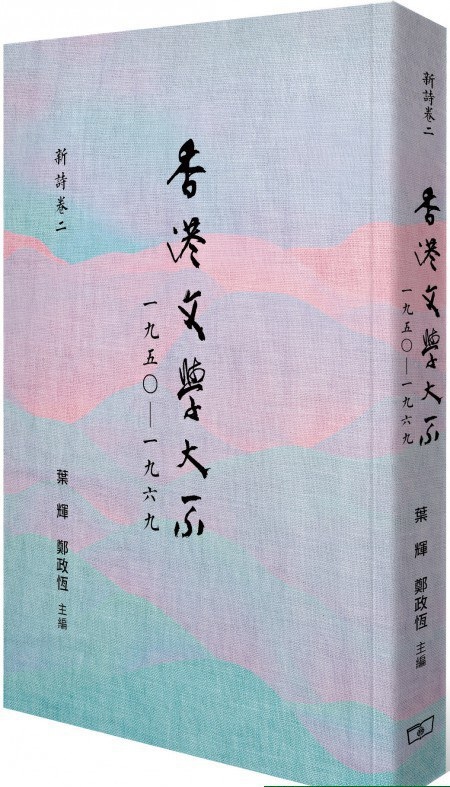 香港文學大系
一九五〇—一九六九
新詩卷二
葉輝 鄭政恆 主編
新詩卷二
香港文學大系
一九五〇—一九六九
葉輝 鄭政恆 主編